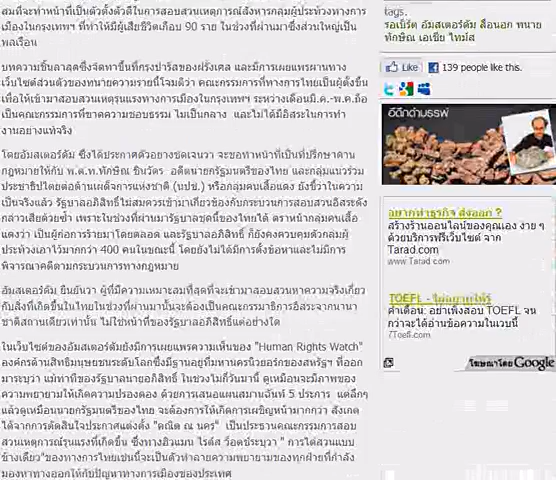 สมที่จะทำหน้าที่เป็นตัวตั้งตัวตีในการสอบสวนเหตุการณ์สังหารกลุ่มผู้ประท้วงทางการ
เมืองในกรุงเทพฯ ที่ทำให้มีผู้เสียชีวิตเกือบ 90 ราย ในช่วงที่ผ่านมาซึ่งส่วนใหญ่เป็น
พลเรือน
บทความชิ้นล่าสุดซึ่งจัดทำขึ้นที่กรุงปารีสของฝรั่งเศส และมีการเผยแพร่ผ่านทาง
เว็บไซต์ส่วนตัวของทนายความรายนี้โจมตีว่า คณะกรรมการที่ทางการไทยเป็นผู้ตั้งขึ้น
เพื่อให้เข้ามาสอบสวนเหตุรุนแรงทางการเมืองในกรุงเทพฯ ระหว่างเดือนมี.ค.-พ.ค.ถือ
เป็นคณะกรรมการที่ขาดความชอบธรรม ไม่เป็นกลาง และไม่ได้มีอิสระในการทำ
งานอย่างแท้จริง
โดยอัมสเตอร์ดัม ซึ่งได้ประกาศตัวอย่างชัดเจนว่า จะขอทำหน้าที่เป็นที่ปรึกษาด้าน
กฎหมายให้กับ พ.ต.ท.ทักษิณ ชินวัตร อดีตนายกรัฐมนตรีของไทย และกลุ่มแนวร่วม
ประชาธิปไตยต่อต้านเผด็จการแห่งชาติ (นปช.) หรือกลุ่มคนเสื้อแดง ยังชี้ว่าในความ
เป็นจริงแล้ว รัฐบาลอภิสิทธิ์ไม่สมควรเข้ามาเกี่ยวข้องกับกระบวนการสอบสวนอิสระดัง
กล่าวเสียด้วยซ้ำ เพราะในช่วงที่ผ่านมารัฐบาลชุดนี้ของไทยได้ ตราหน้ากลุ่มคนเสื้อ
แดงว่า เป็นผู้ก่อการร้ายมาโดยตลอด และรัฐบาลอภิสิทธิ์ ก็ยังคงควบคุมตัวกลุ่มผู้
ประท้วงเอาไว้มากกว่า 400 คนในขณะนี้ โดยยังไม่ได้มีการตั้งข้อหาและไม่มีการ
พิจารณาคดีตามกระบวนการทางกฎหมาย
อัมสเตอร์ดัม ยืนยันว่า ผู้ที่มีความเหมาะสมที่สุดที่จะเข้ามาสอบสวนหาความจริงเกี่ยว
กับสิ่งที่เกิดขึ้นในไทยในช่วงที่ผ่านมานั้นจะต้องเป็นคณะกรรมาธิการอิสระจากนานา
ชาติสถานเดียวเท่านั้น ไม่ใช่หน้าที่ของรัฐบาลอภิสิทธิ์แต่อย่างใด
ในเว็บไซต์ของอัมสเตอร์ดัมยังมีการเผยแพร่ความเห็นของ "Human Rights Watch"
องค์กรด้านสิทธิมนุษยชนระดับโลกซึ่งมีฐานอยู่ที่มหานครนิวยอร์กของสหรัฐฯ ที่ออก
มาระบุว่า แม้ท่าทีของรัฐบาลนายอภิสิทธิ์ ในช่วงไม่กี่วันมานี้ ดูเหมือนจะมีภาพของ
ความพยายามให้เกิดความปรองดอง ด้วยการเสนอแผนสมานฉันท์ 5 ประการ แต่ลึกๆ
แล้วดูเหมือนนายกรัฐมนตรีของไทย จะต้องการให้เกิดการเผชิญหน้ามากกว่า สังเกต
ได้จากการตัดสินใจประกาศแต่งตั้ง "คณิต ณ นคร" เป็นประธานคณะกรรมการสอบ
สวนเหตุการณ์รุนแรงที่เกิดขึ้น ซึ่งทางฮิวแมน ไรต์ส ว็อตช์ระบุว่า " การไต่สวนแบบ
ข้างเดียว"ของทางการไทยเช่นนี้จะเป็นตัวทำลายความพยายามของทุกฝ่ายที่กำลัง
มองหาทางออกให้กับปัญหาทางการเมืองของประเทศ
tags.
รอเบิร์ต อัมสเตอร์ดัม สื่อนอก ทนาย
ทักษิณ เอเชีย ไทม์ส
Like
139 people like this.
อีดีทดำบรรพ์
อยากทำธุรกิจ ส่งออก ?
สร้างร้านออนไลน์ของคุณเอง ง่าย ๆ
ด้วยบริการฟรีเว็บไซต์ จาก
Tarad.com
www.Tarad.com
TOEFL - ไม่อยากให้รู้
คำเตือน: อย่าเพิ่งสอบ TOEFL จน
กว่าจะได้อ่านข้อความในเวบนี้
iToefl.com
โฆษณาโดย Google